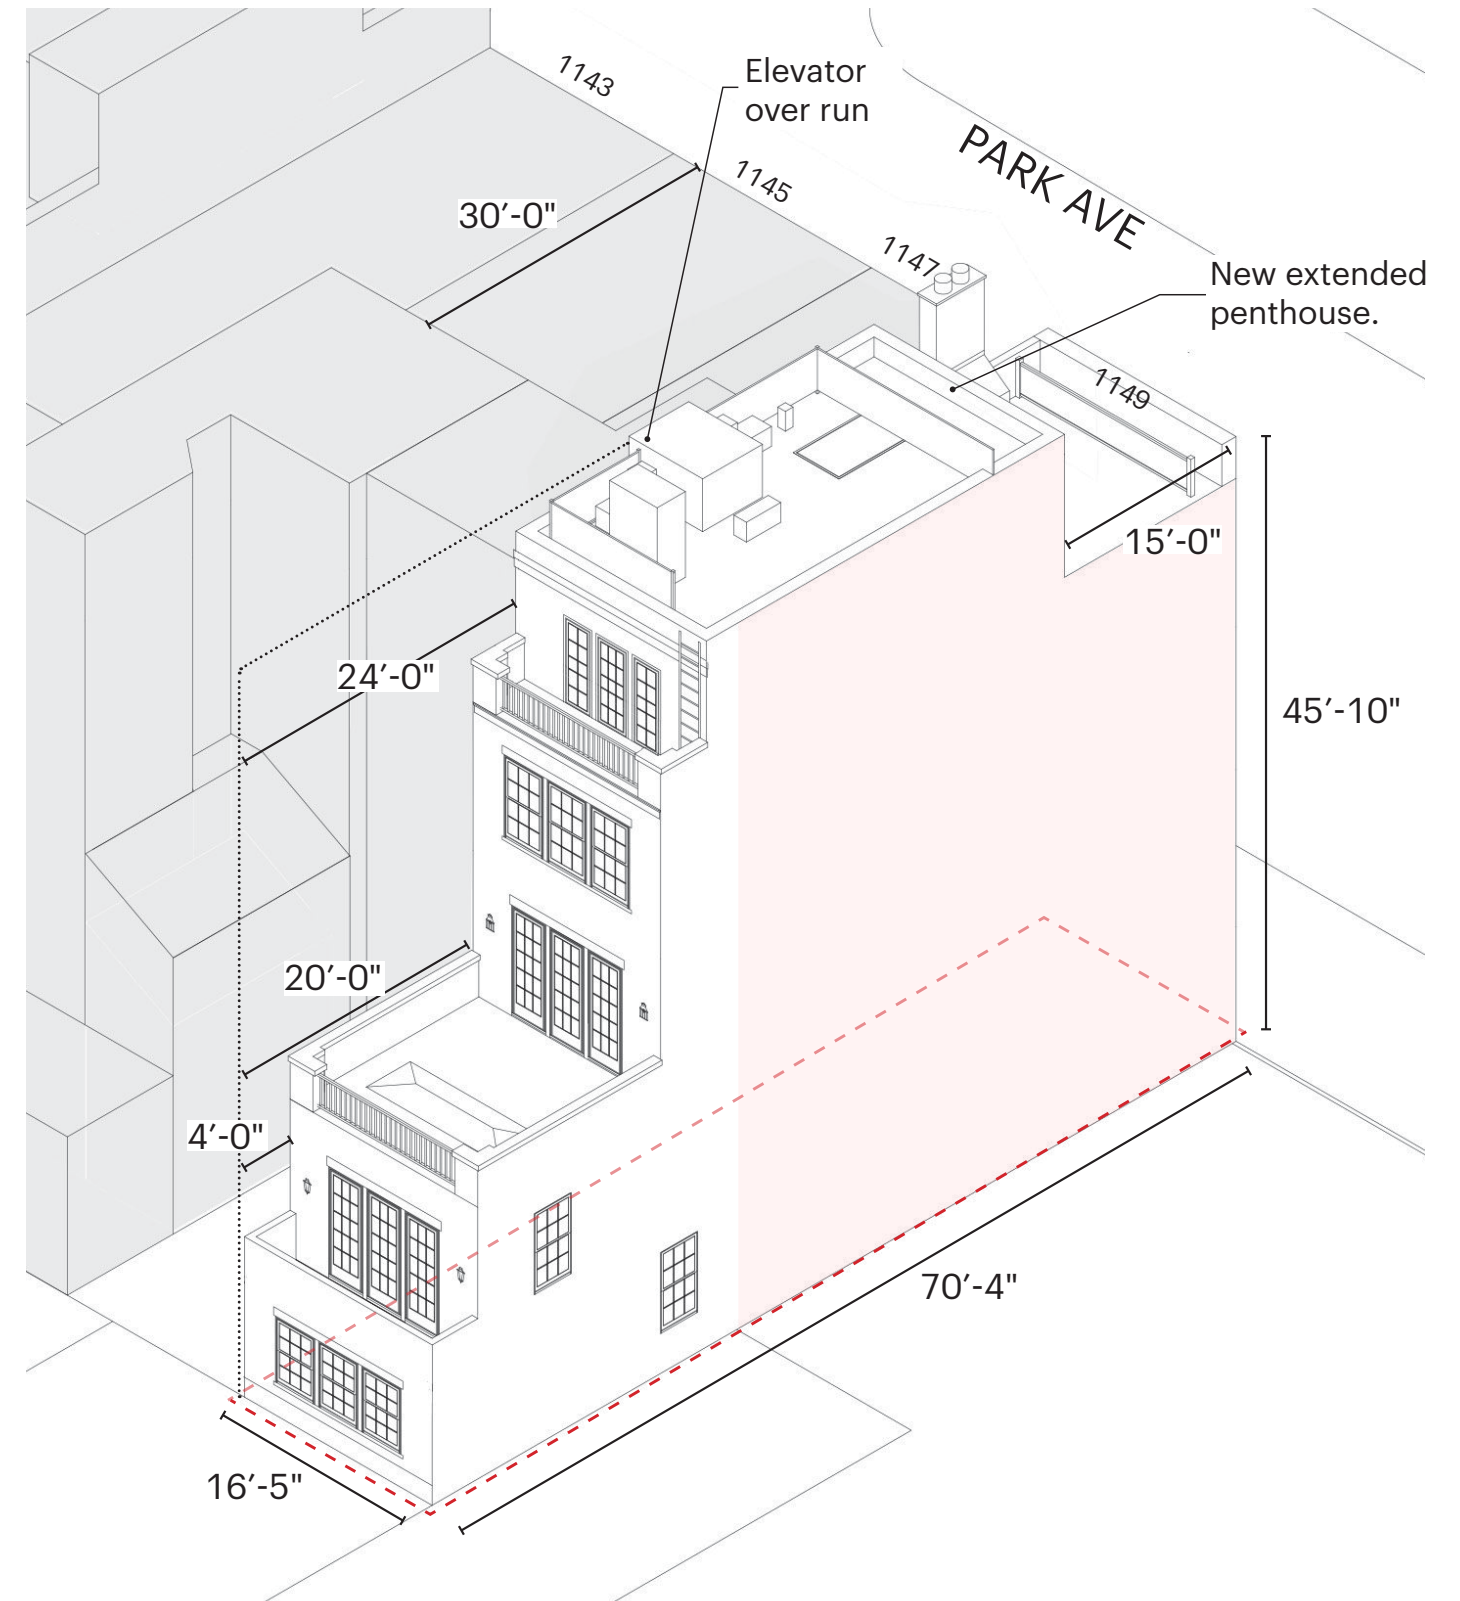 1143
Elevator
over run
PARK AVE
1145
30′-0"
1147
New extended
penthouse.
1149
15′-0"
24′-0"
45′-10"
20′-0"
4′-0"
70′-4"
16′-5"